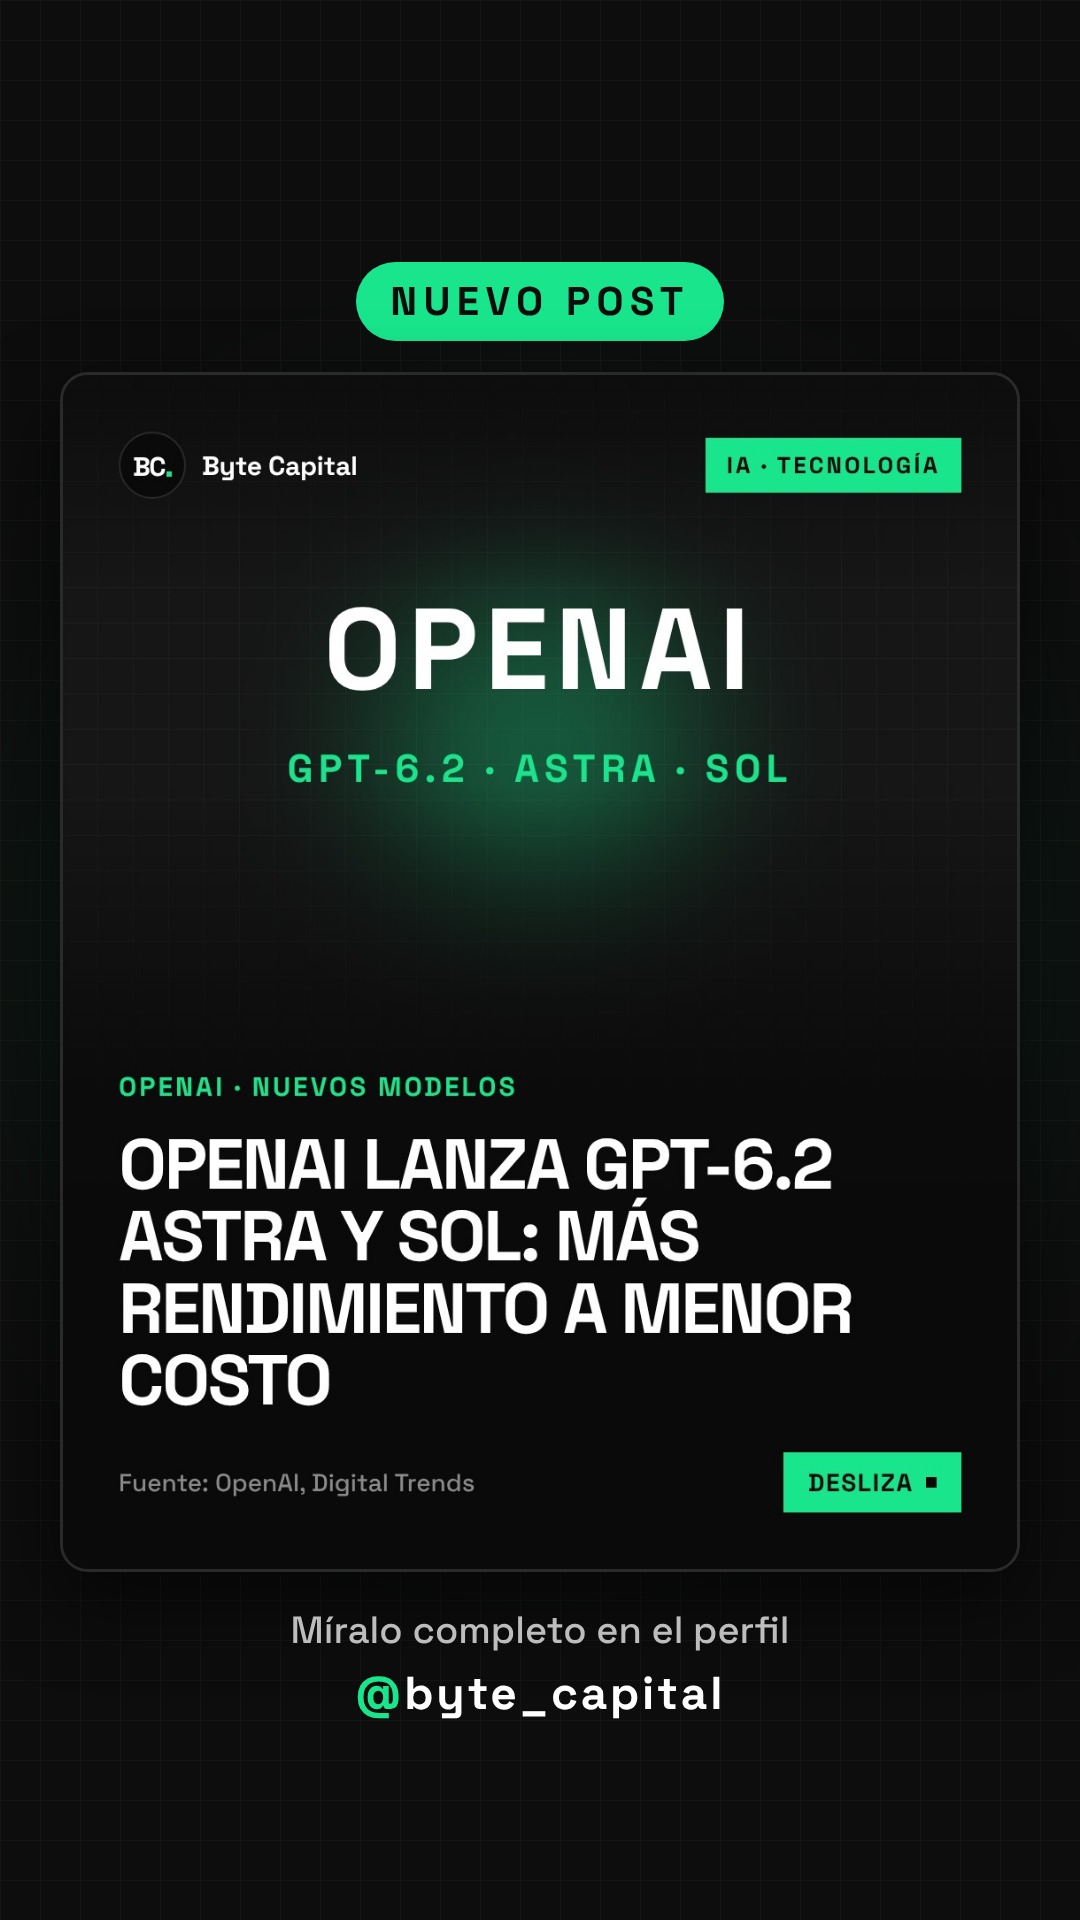 NUEVO POST
BC.
Byte Capital
IA · TECNOLOGÍA
OPENAI
GPT-6.2 · ASTRA · SOL
OPENAI · NUEVOS MODELOS
OPENAI LANZA GPT-6.2
ASTRA Y SOL: MÁS
RENDIMIENTO A MENOR
COSTO
Fuente: OpenAI, Digital Trends
DESLIZA ▪
Míralo completo en el perfil
@byte_capital